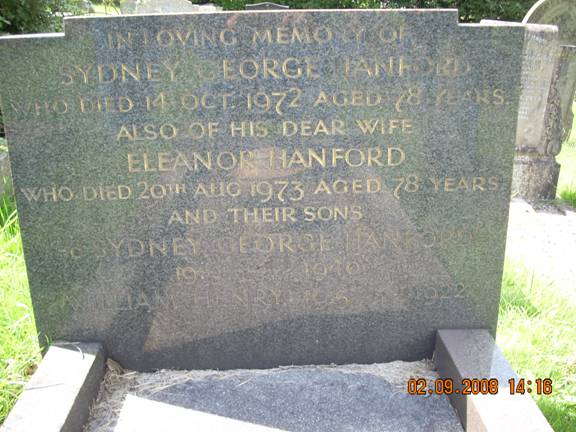 IN LOVING MEMORY OF
SYDNEY GEORGE HANFORD
WHO DIED 14 OCT. 1972 AGED 78 YEARS.
ALSO OF HIS DEAR WIFE
ELEANOR HANFORD
WHO DIED 20TH AUG 1973 AGED 78 YEARS
AND THEIR SONS
SYDNEY GEORGE HANFORD
1940
WILLIAM HENRY 1922
02.09.2008 14:16